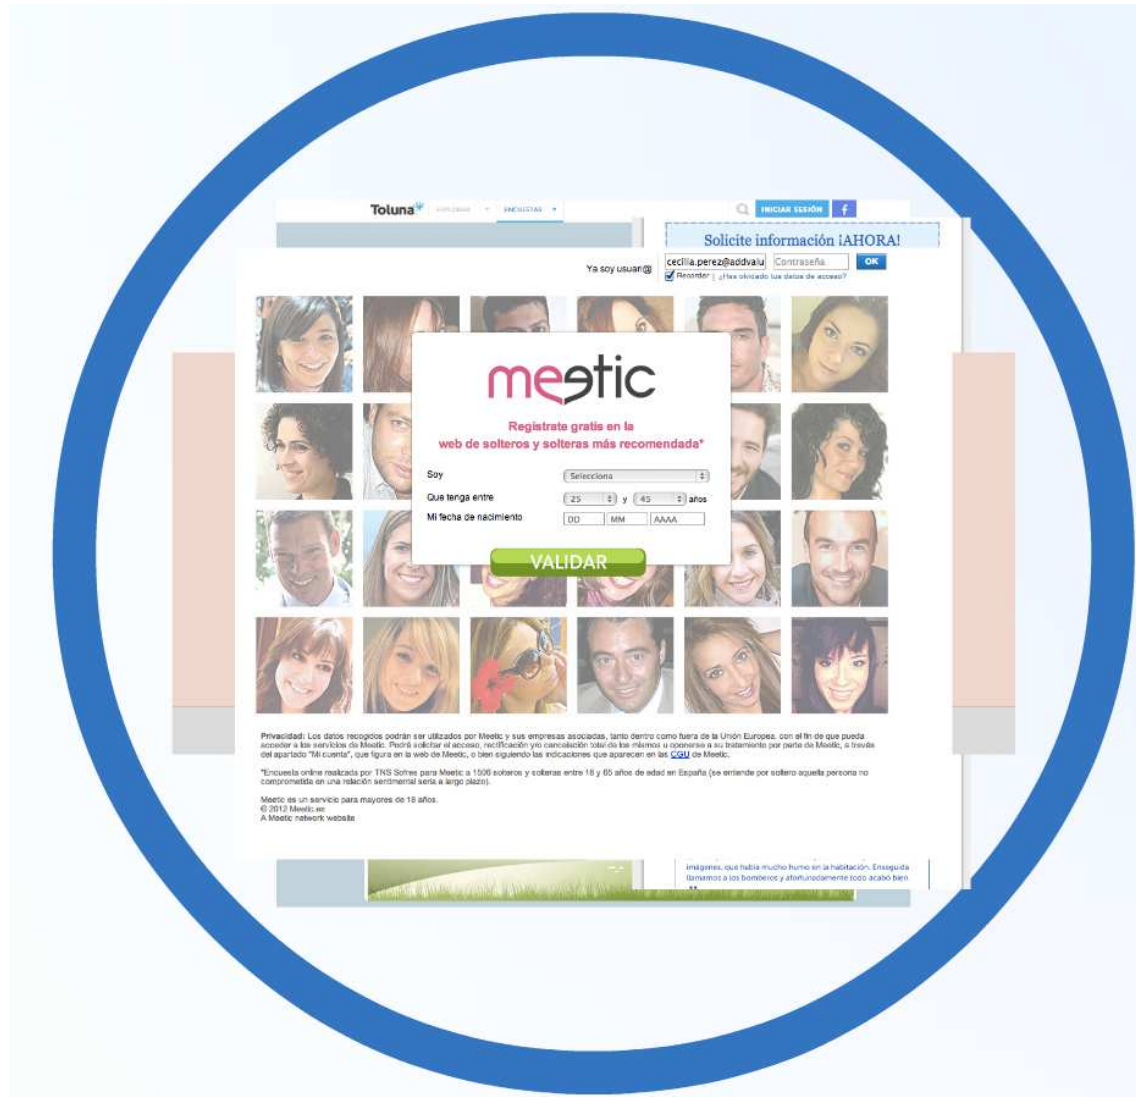 Toluna
EXPLORAR
ENCUESTAS
INICIAR SESIÓN
f
Solicite información ¡AHORA!
Ya soy usuari@
cecilia.perez@addvalu
Contraseña
OK
Recordar | ¿Has olvidado tus datos de acceso?
meetic
Regístrate gratis en la
web de solteros y solteras más recomendada*
Soy
Selecciona
Que tenga entre
25 y 45 años
Mi fecha de nacimiento
DD MM AAAA
VALIDAR
Privacidad: Los datos recogidos podrán ser utilizados por Meetic y sus empresas asociadas, tanto dentro como fuera de la Unión Europea, con el fin de que pueda
acceder a los servicios de Meetic. Podrá solicitar el acceso, rectificación y/o cancelación total de los mismos u oponerse a su tratamiento por parte de Meetic, a través
del apartado "Mi cuenta", que figura en la web de Meetic, o bien siguiendo las indicaciones que aparecen en las CGU de Meetic.
*Encuesta online realizada por TNS Sofres para Meetic a 1506 solteros y solteras entre 18 y 65 años de edad en España (se entiende por soltero aquella persona no
comprometida en una relación sentimental seria a largo plazo).
Meetic es un servicio para mayores de 18 años.
© 2012 Meetic.es
A Meetic network website
imágenes, que había mucho humo en la habitación. Enseguida
llamamos a los bomberos y afortunadamente todo acabó bien